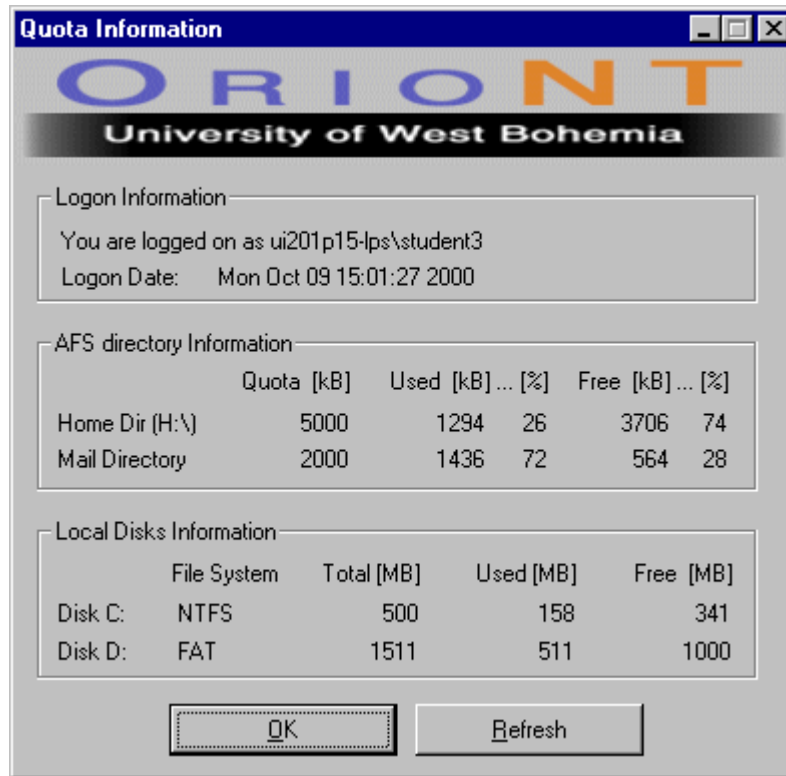 Quota Information
ORIONT
University of West Bohemia
Logon Information
You are logged on as ui201p15-lps\student3
Logon Date: Mon Oct 09 15:01:27 2000
AFS directory Information
Quota [kB] Used [kB] ... [%] Free [kB] ... [%]
Home Dir (H:\) 5000 1294 26 3706 74
Mail Directory 2000 1436 72 564 28
Local Disks Information
File System Total [MB] Used [MB] Free [MB]
Disk C: NTFS 500 158 341
Disk D: FAT 1511 511 1000
OK Refresh